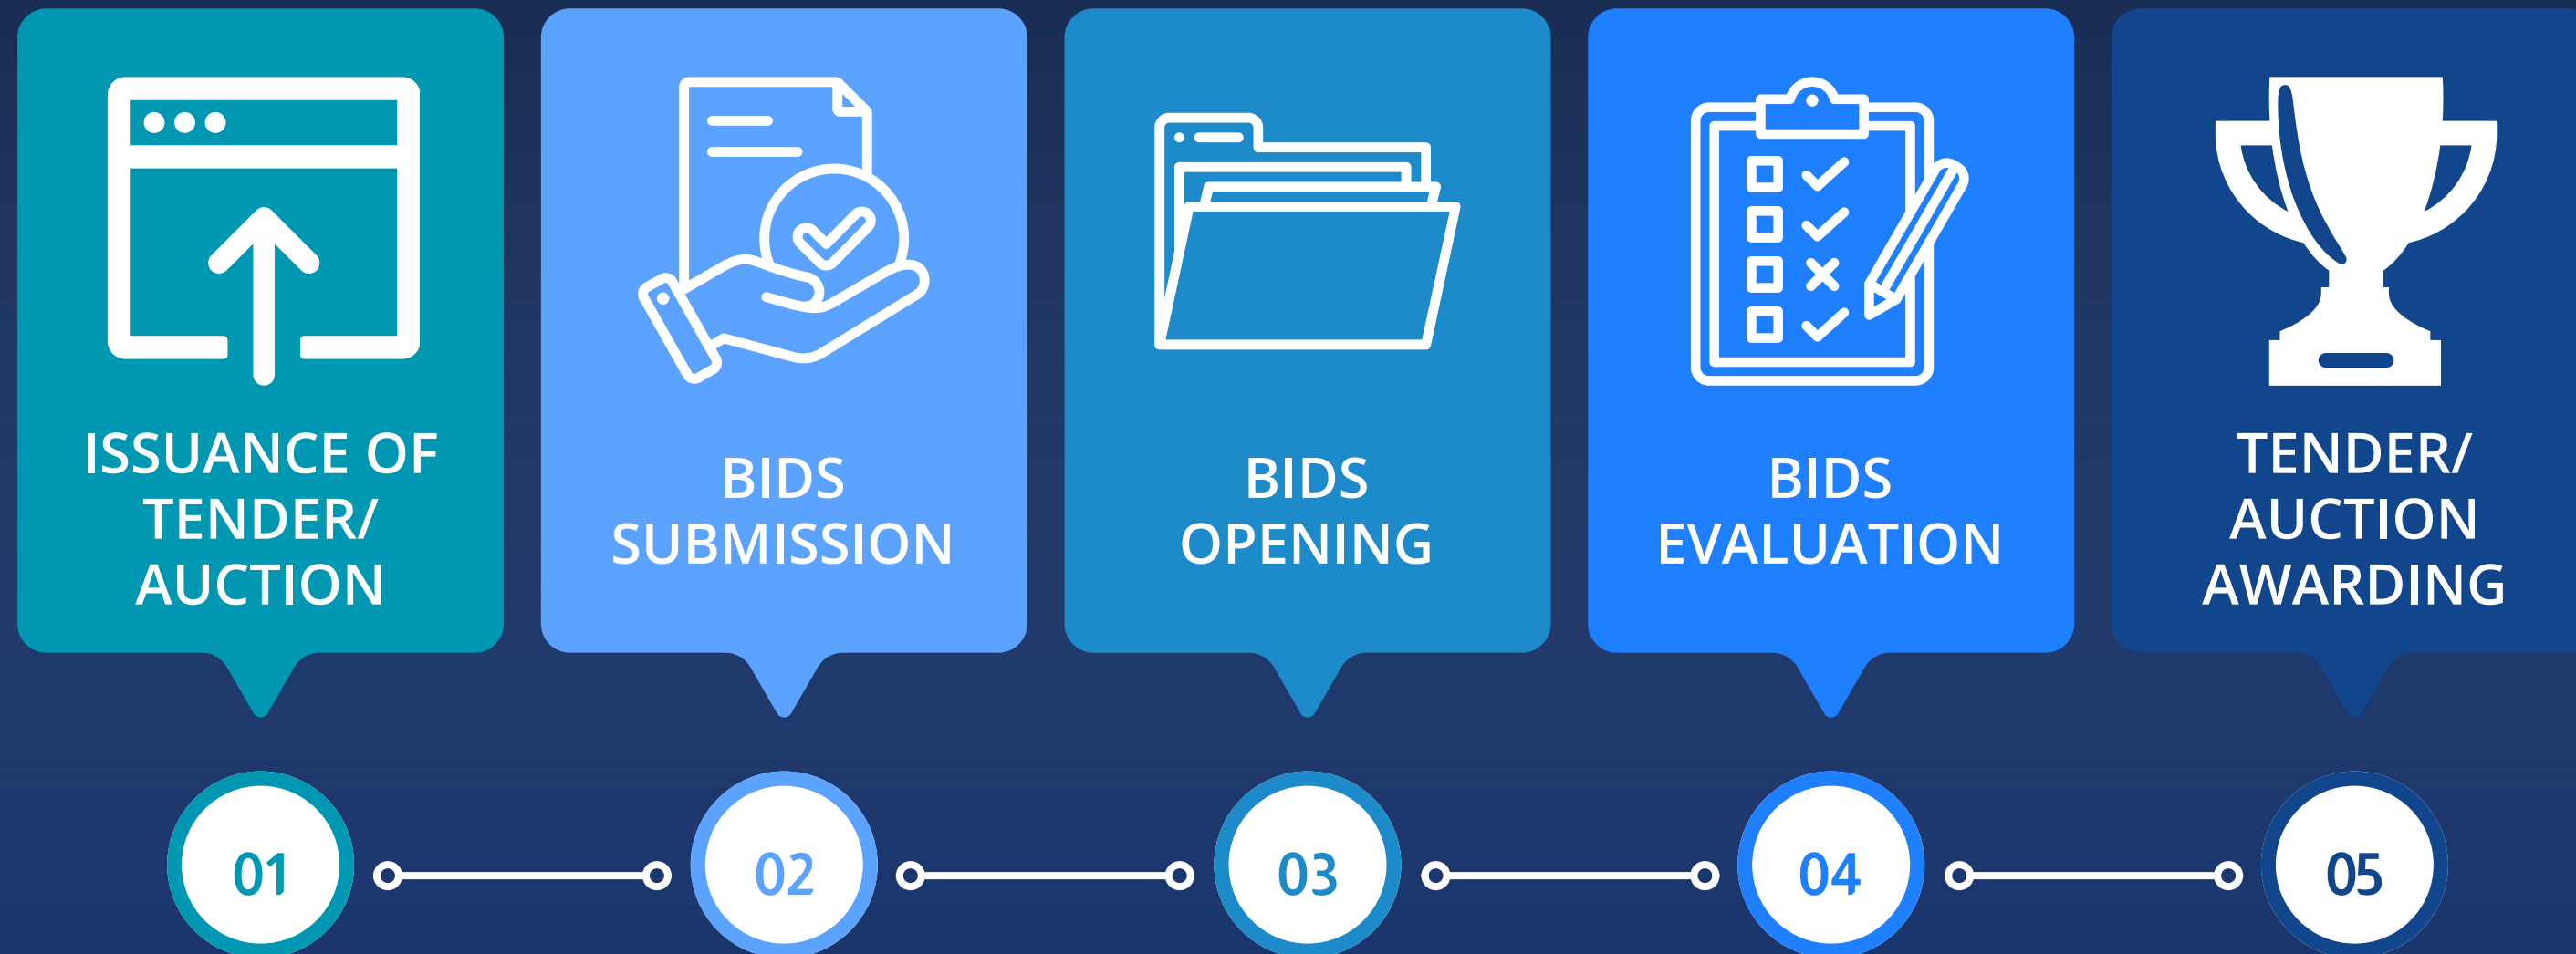 ISSUANCE OF
TENDER/
AUCTION
BIDS
SUBMISSION
BIDS
OPENING
BIDS
EVALUATION
TENDER/
AUCTION
AWARDING
01
02
03
04
05